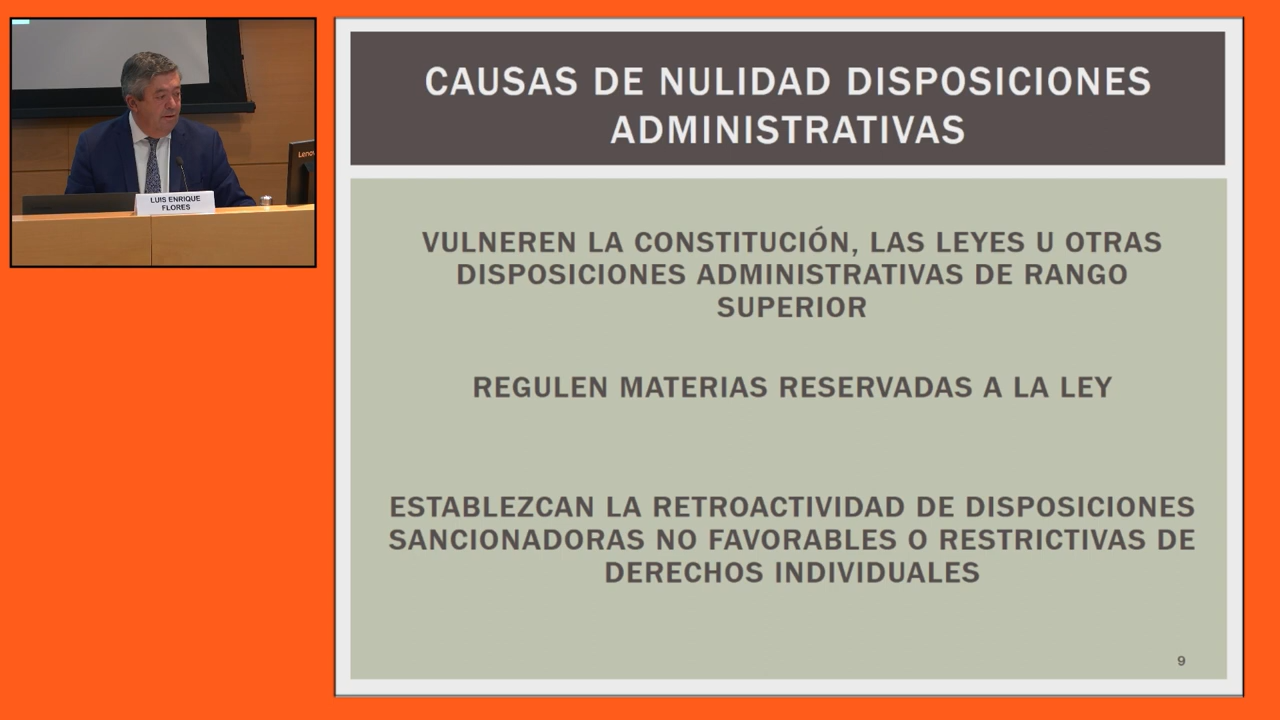 LUIS ENRIQUE
FLORES
CAUSAS DE NULIDAD DISPOSICIONES
ADMINISTRATIVAS
VULNEREN LA CONSTITUCIÓN, LAS LEYES U OTRAS
DISPOSICIONES ADMINISTRATIVAS DE RANGO
SUPERIOR
REGULEN MATERIAS RESERVADAS A LA LEY
ESTABLEZCAN LA RETROACTIVIDAD DE DISPOSICIONES
SANCIONADORAS NO FAVORABLES O RESTRICTIVAS DE
DERECHOS INDIVIDUALES
9